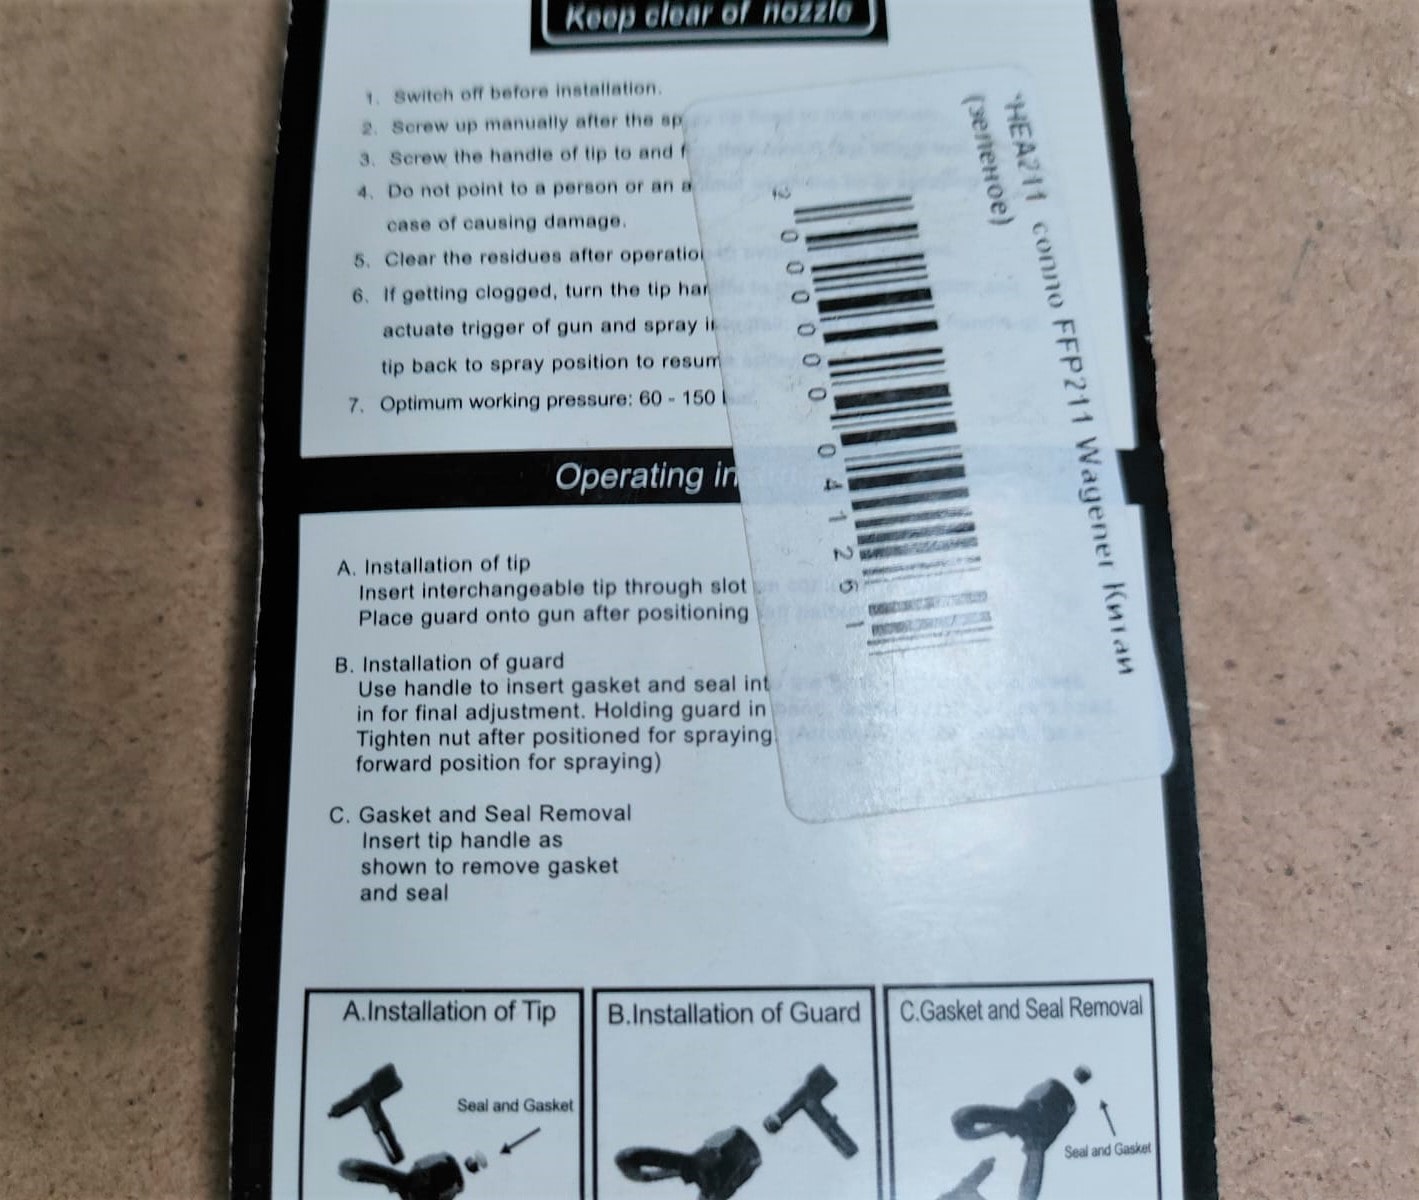 Keep clear of nozzle
1. Switch off before installation.
2. Screw up manually after the sp
3. Screw the handle of tip to and f
4. Do not point to a person or an a
case of causing damage.
5. Clear the residues after operatio
6. If getting clogged, turn the tip han
actuate trigger of gun and spray i
tip back to spray position to resum
7. Optimum working pressure: 60 - 150
*НЕА211 сопло FFP211 Wagener Китай
(зеленое)
2 000000 041261
Operating in
A. Installation of tip
Insert interchangeable tip through slot
Place guard onto gun after positioning
B. Installation of guard
Use handle to insert gasket and seal int
in for final adjustment. Holding guard in
Tighten nut after positioned for spraying
forward position for spraying)
C. Gasket and Seal Removal
Insert tip handle as
shown to remove gasket
and seal
A.Installation of Tip
Seal and Gasket
B.Installation of Guard
C.Gasket and Seal Removal
Seal and Gasket